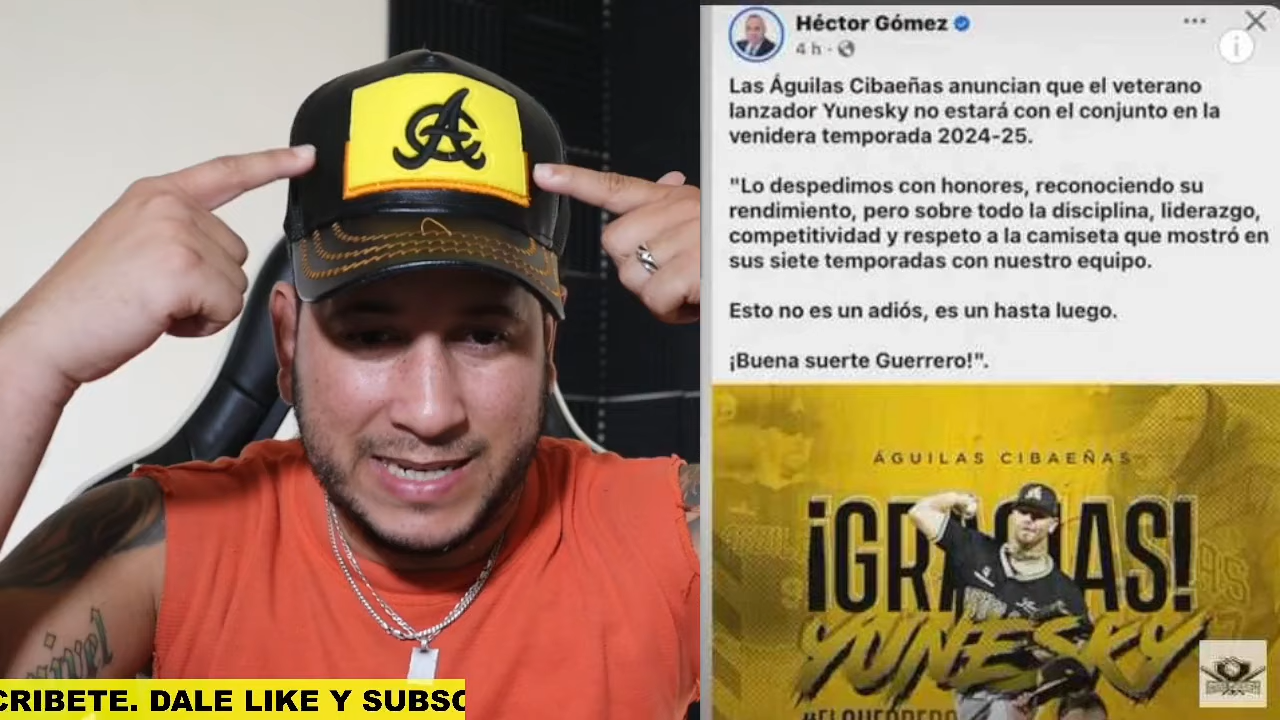 Héctor Gómez
4 h ·
Las Águilas Cibaeñas anuncian que el veterano
lanzador Yunesky no estará con el conjunto en la
venidera temporada 2024-25.
"Lo despedimos con honores, reconociendo su
rendimiento, pero sobre todo la disciplina, liderazgo,
competitividad y respeto a la camiseta que mostró en
sus siete temporadas con nuestro equipo.
Esto no es un adiós, es un hasta luego.
¡Buena suerte Guerrero!".
ÁGUILAS CIBAEÑAS
¡GRACIAS!
YUNESKY
#ELGUERRERO
CRIBETE. DALE LIKE Y SUBSC